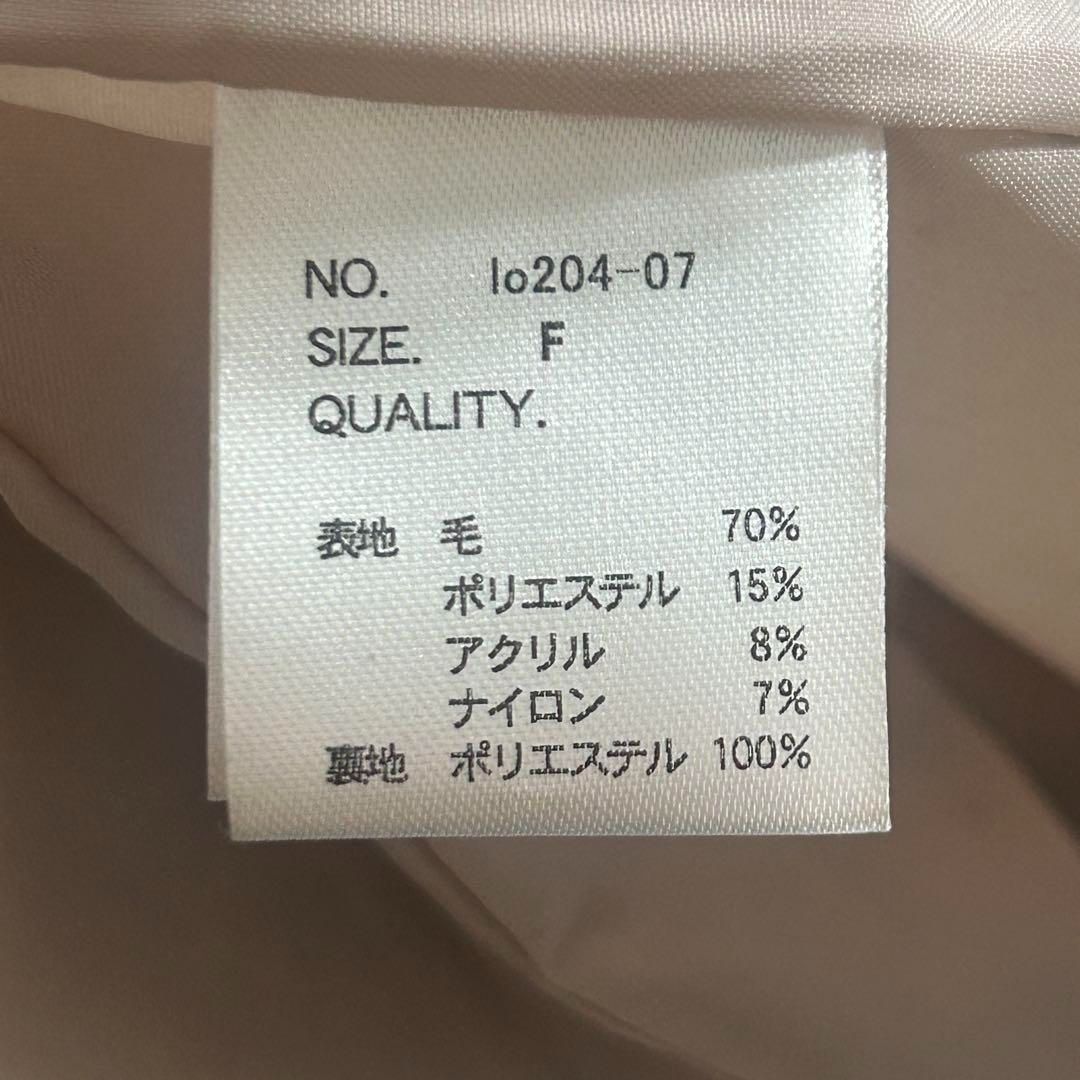 NO. lo204-07
SIZE. F
QUALITY.
表地 毛 70%
ポリエステル 15%
アクリル 8%
ナイロン 7%
裏地 ポリエステル 100%